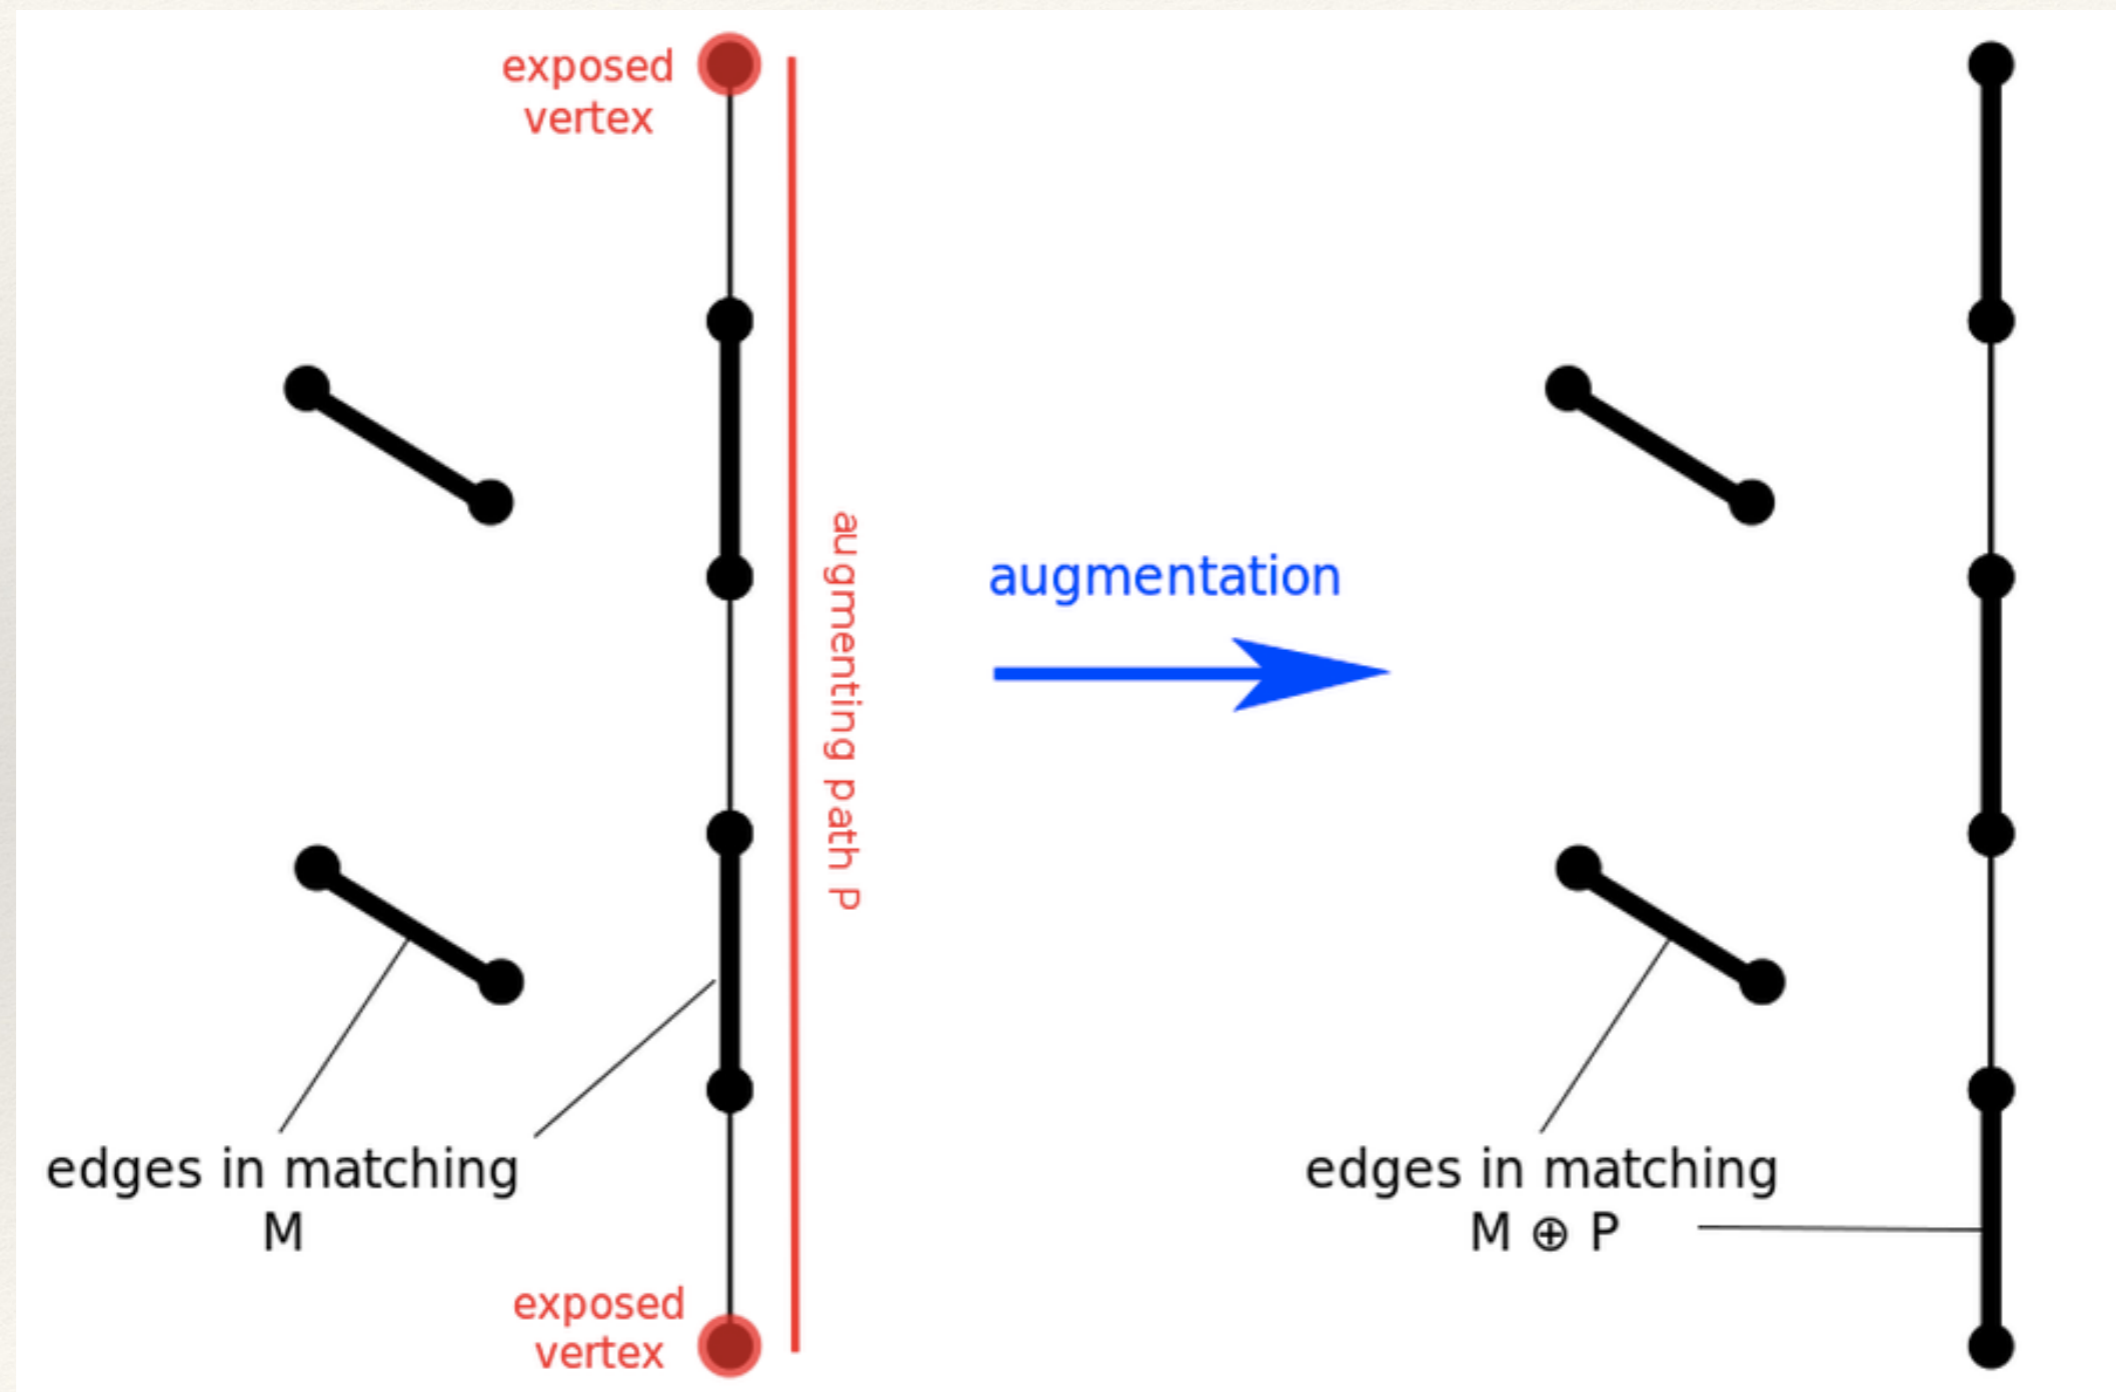 exposed
vertex
augmenting path P
edges in matching
M
exposed
vertex
augmentation
edges in matching
M ⊕ P